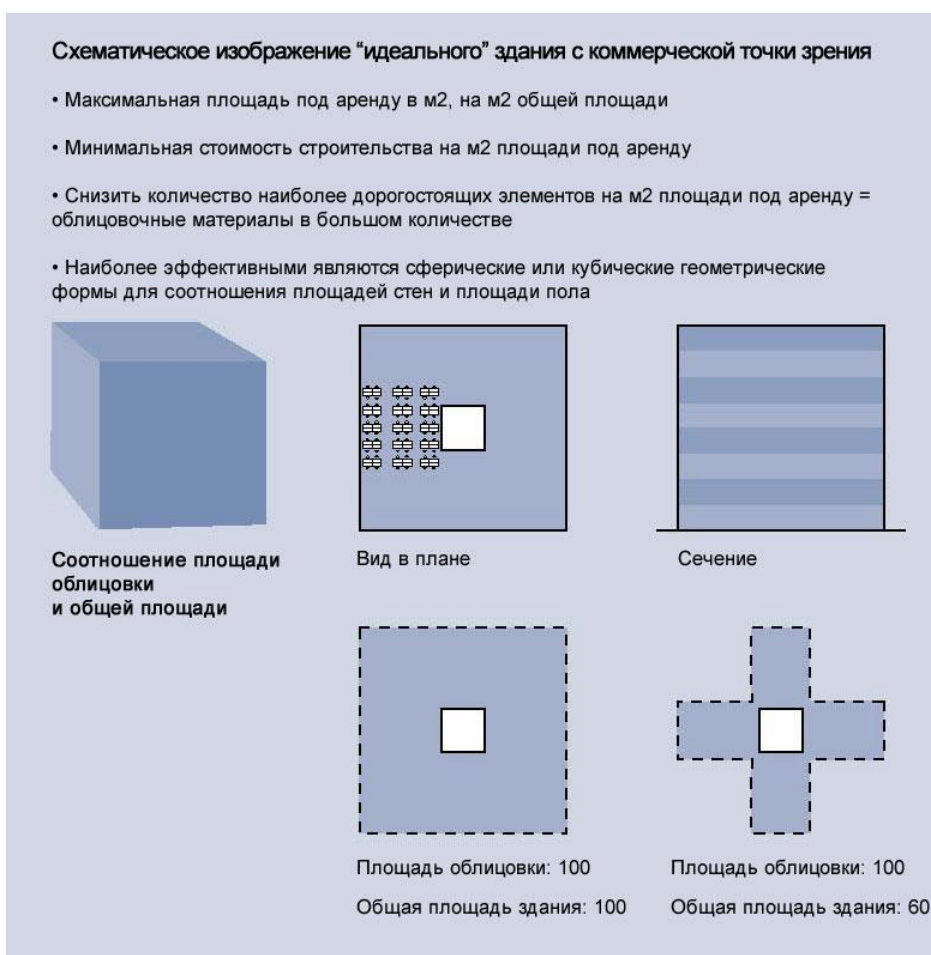 Схематическое изображение “идеального” здания с коммерческой точки зрения
• Максимальная площадь под аренду в м2, на м2 общей площади
• Минимальная стоимость строительства на м2 площади под аренду
• Снизить количество наиболее дорогостоящих элементов на м2 площади под аренду =
облицовочные материалы в большом количестве
• Наиболее эффективными являются сферические или кубические геометрические
формы для соотношения площадей стен и площади пола
Соотношение площади
облицовки
и общей площади
Вид в плане
Сечение
Площадь облицовки: 100
Общая площадь здания: 100
Площадь облицовки: 100
Общая площадь здания: 60